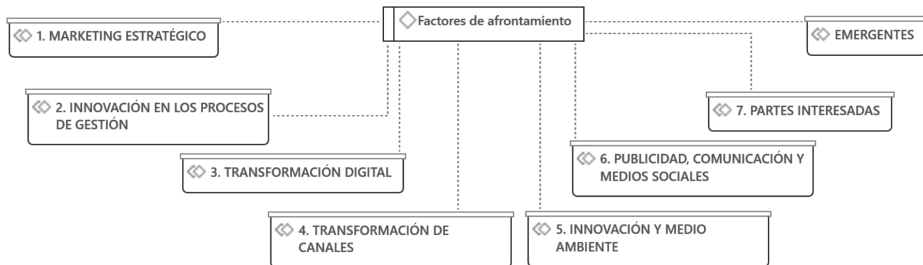 Factores de afrontamiento
1. MARKETING ESTRATÉGICO
EMERGENTES
2. INNOVACIÓN EN LOS PROCESOS
DE GESTIÓN
7. PARTES INTERESADAS
3. TRANSFORMACIÓN DIGITAL
6. PUBLICIDAD, COMUNICACIÓN Y
MEDIOS SOCIALES
4. TRANSFORMACIÓN DE
CANALES
5. INNOVACIÓN Y MEDIO
AMBIENTE